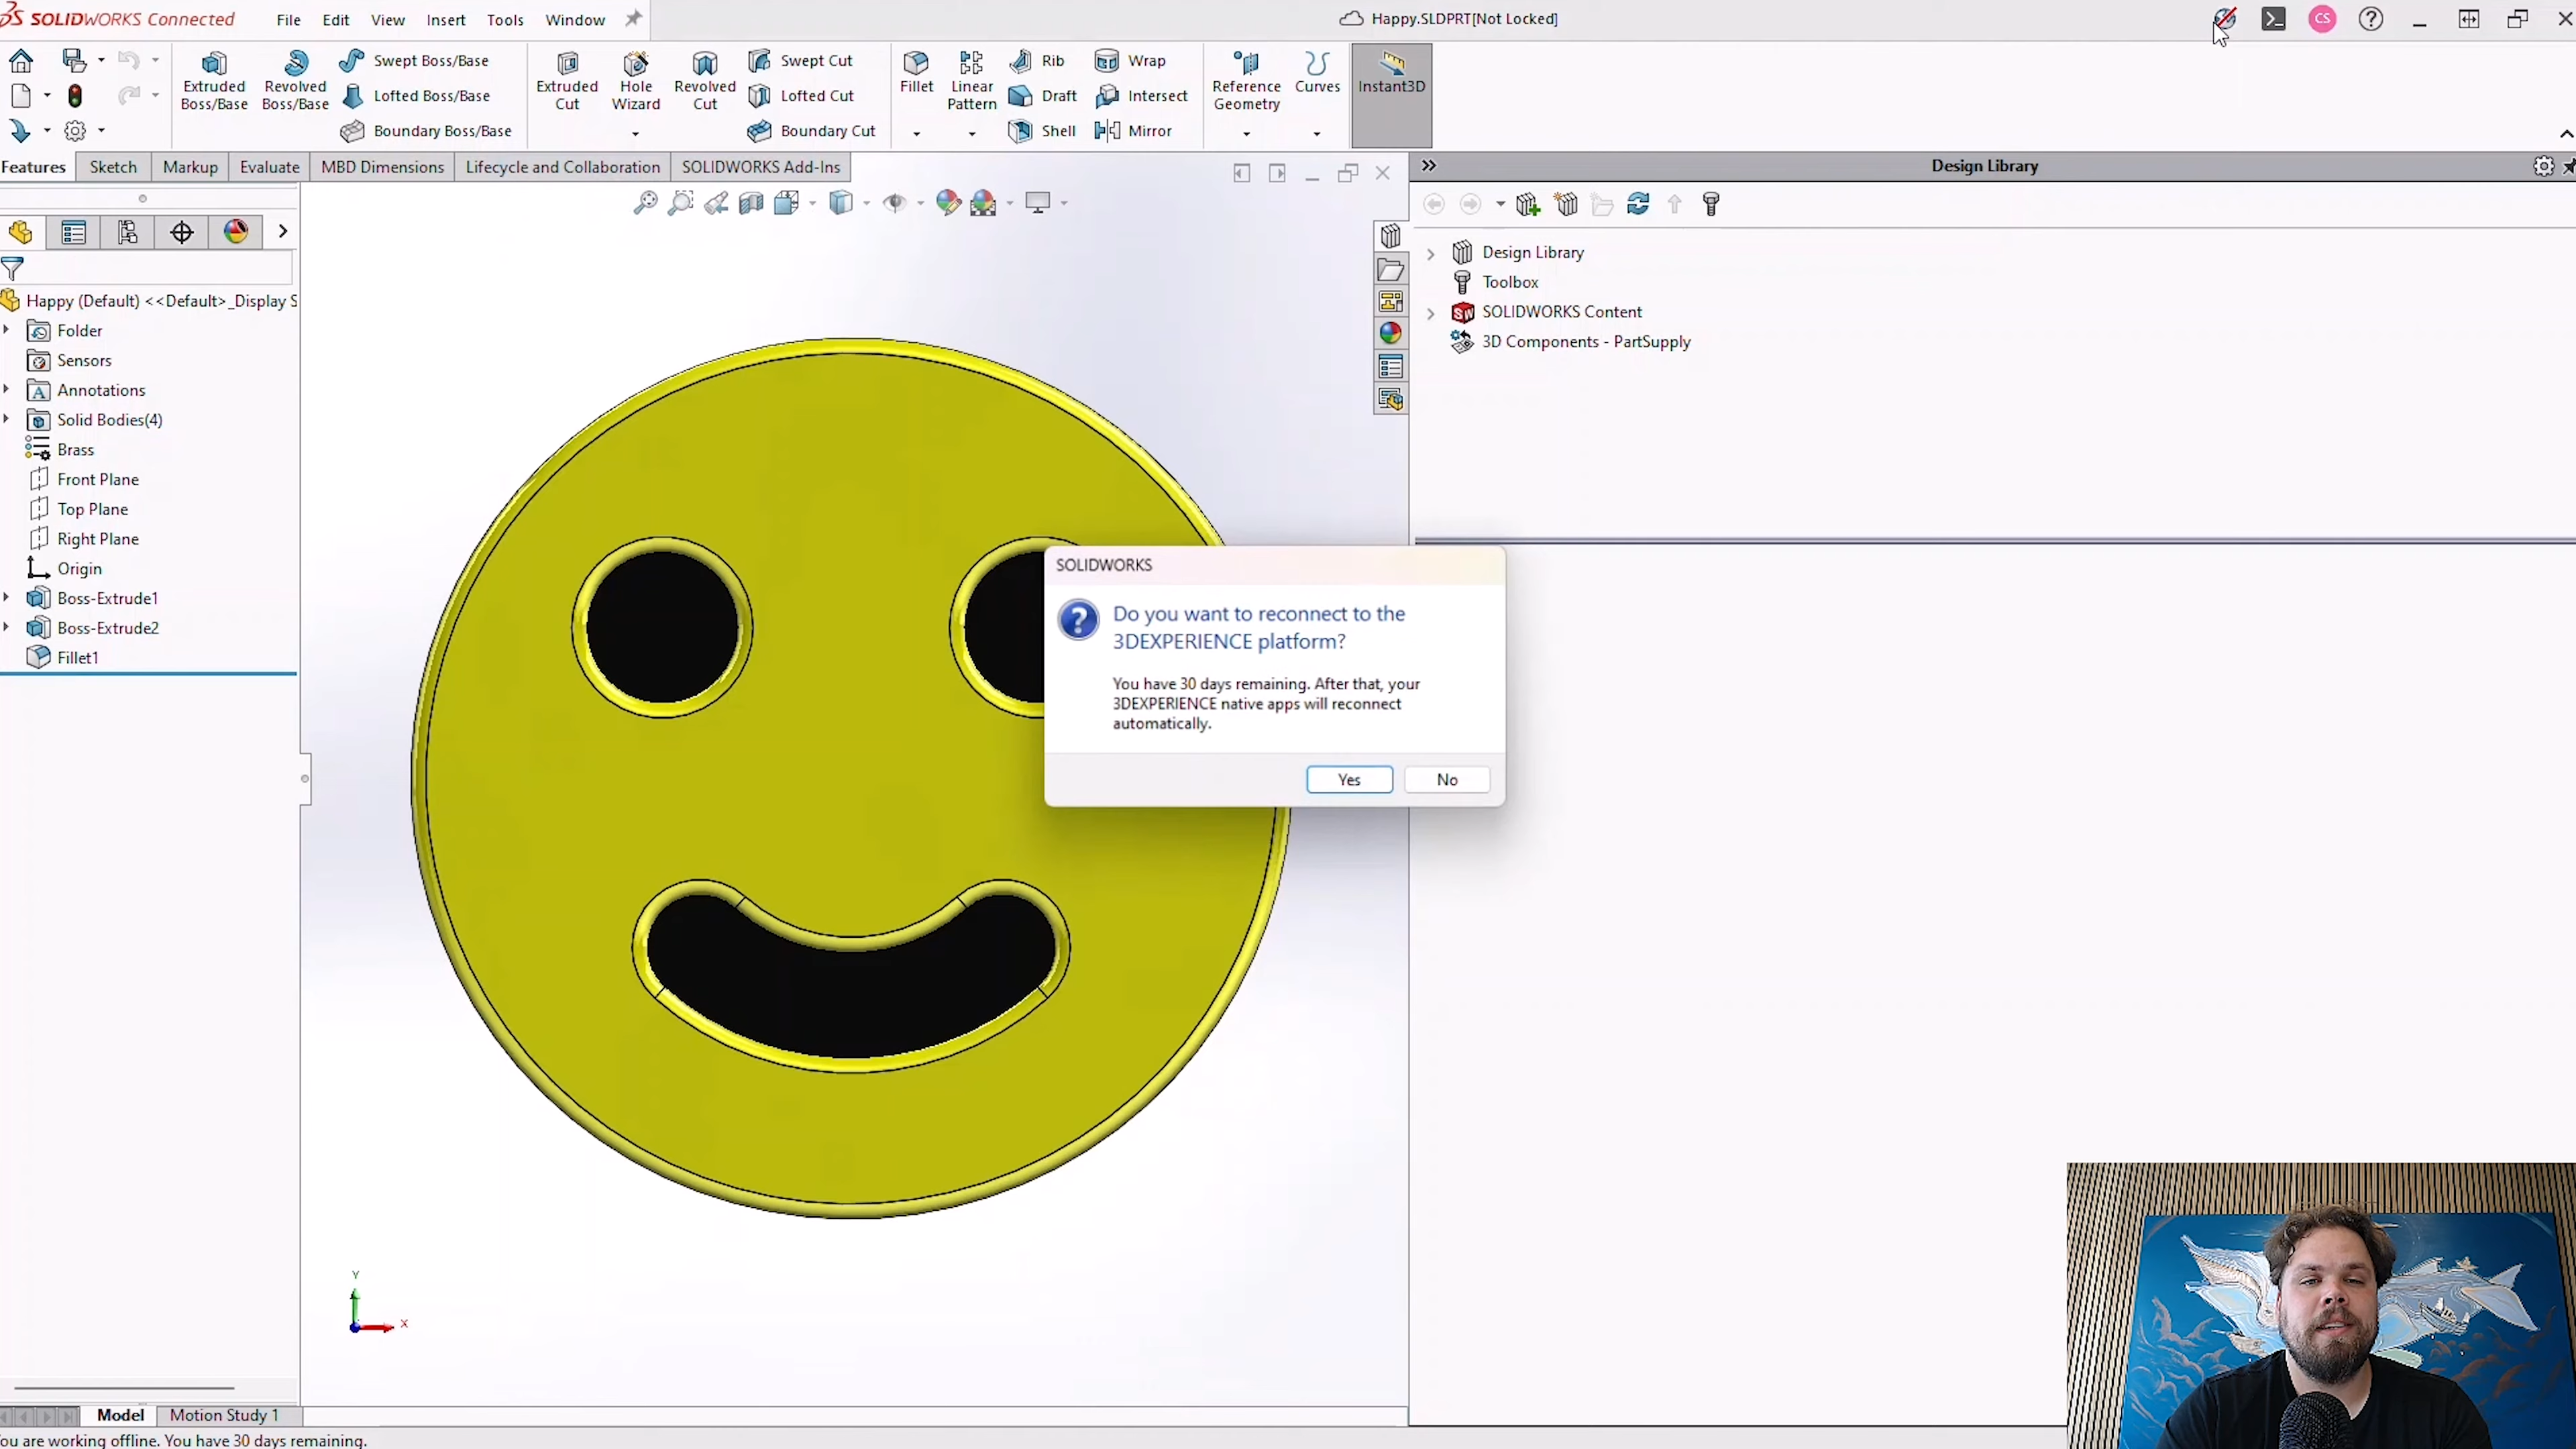 SOLIDWORKS Connected
File Edit View Insert Tools Window
Happy.SLDPRT[Not Locked]
CS
Extruded Boss/Base
Revolved Boss/Base
Swept Boss/Base
Lofted Boss/Base
Boundary Boss/Base
Extruded Cut
Hole Wizard
Revolved Cut
Swept Cut
Lofted Cut
Boundary Cut
Fillet
Linear Pattern
Rib
Draft
Shell
Wrap
Intersect
Mirror
Reference Geometry
Curves
Instant3D
Features Sketch Markup Evaluate MBD Dimensions Lifecycle and Collaboration SOLIDWORKS Add-Ins
Design Library
Happy (Default) <<Default>_Display S
Folder
Sensors
Annotations
Solid Bodies(4)
Brass
Front Plane
Top Plane
Right Plane
Origin
Boss-Extrude1
Boss-Extrude2
Fillet1
Design Library
Toolbox
SOLIDWORKS Content
3D Components - PartSupply
SOLIDWORKS
Do you want to reconnect to the
3DEXPERIENCE platform?
You have 30 days remaining. After that, your
3DEXPERIENCE native apps will reconnect
automatically.
Yes No
Y
X
Model Motion Study 1
ou are working offline. You have 30 days remaining.